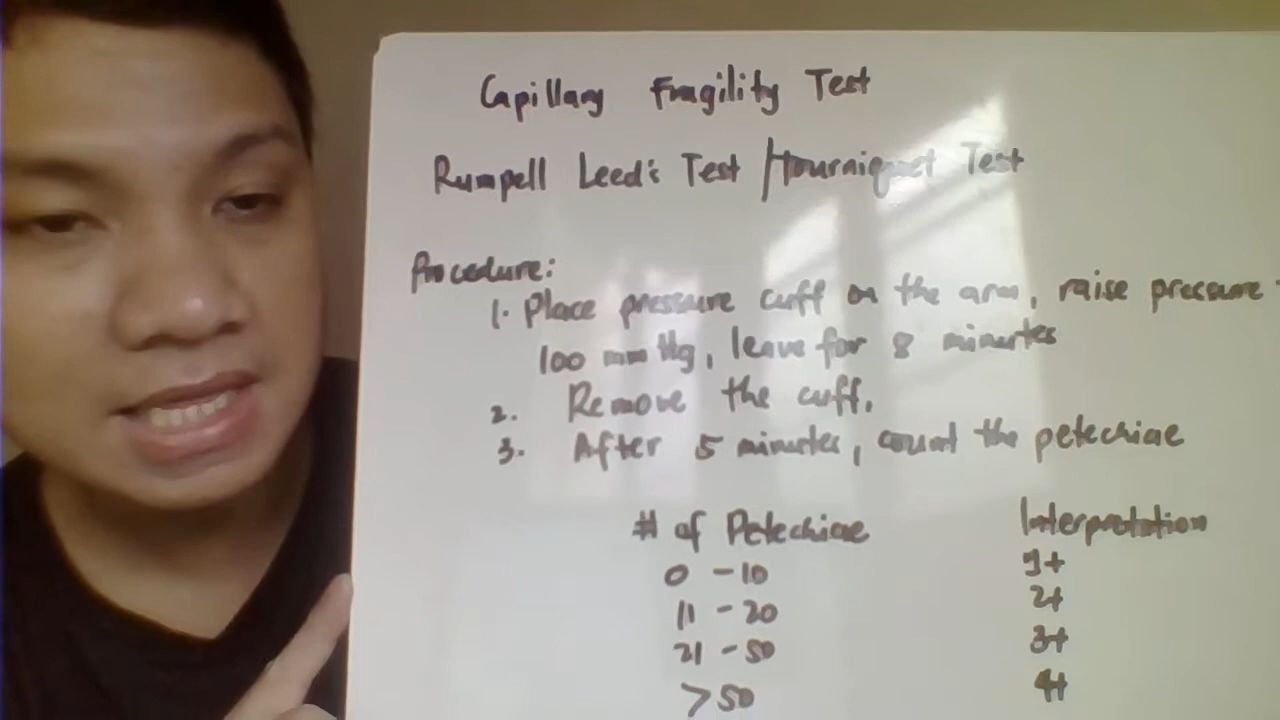 Capillary Fragility Test
Rumpell Leed's Test / Tourniquet Test
Procedure:
1. Place pressure cuff on the arm, raise pressure
100 mm Hg, leave for 8 minutes
2. Remove the cuff.
3. After 5 minutes, count the petechiae
# of Petechiae Interpretation
0 - 10 1+
11 - 20 2+
21 - 50 3+
> 50 4+